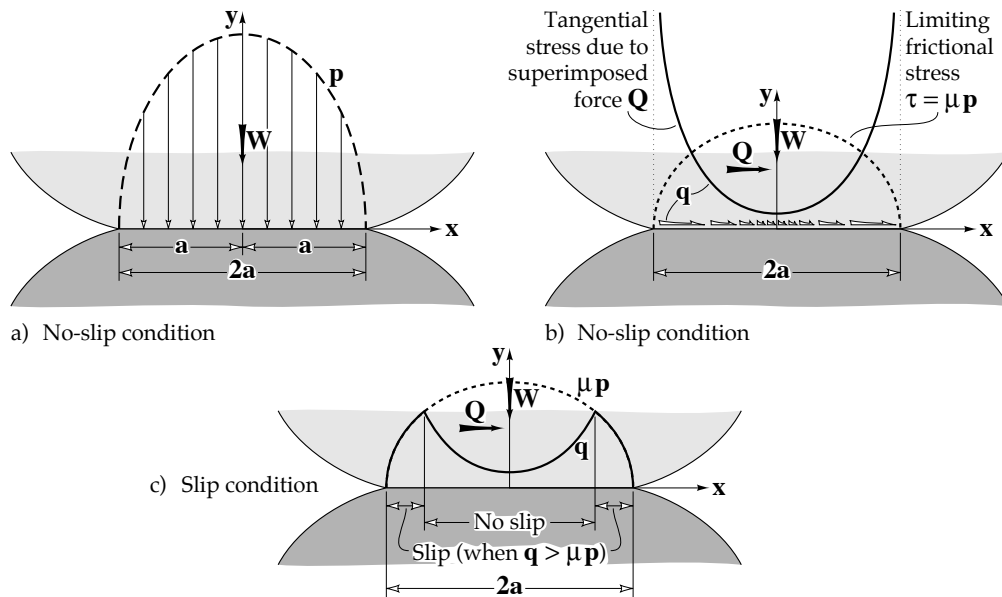 y
p
W
x
a
a
2a
a) No-slip condition
Tangential
stress due to
superimposed
force Q
Limiting
frictional
stress
τ = μ p
y
W
Q
q
x
2a
b) No-slip condition
y
μ p
W
Q
q
c) Slip condition
x
No slip
Slip (when q > μ p)
2a